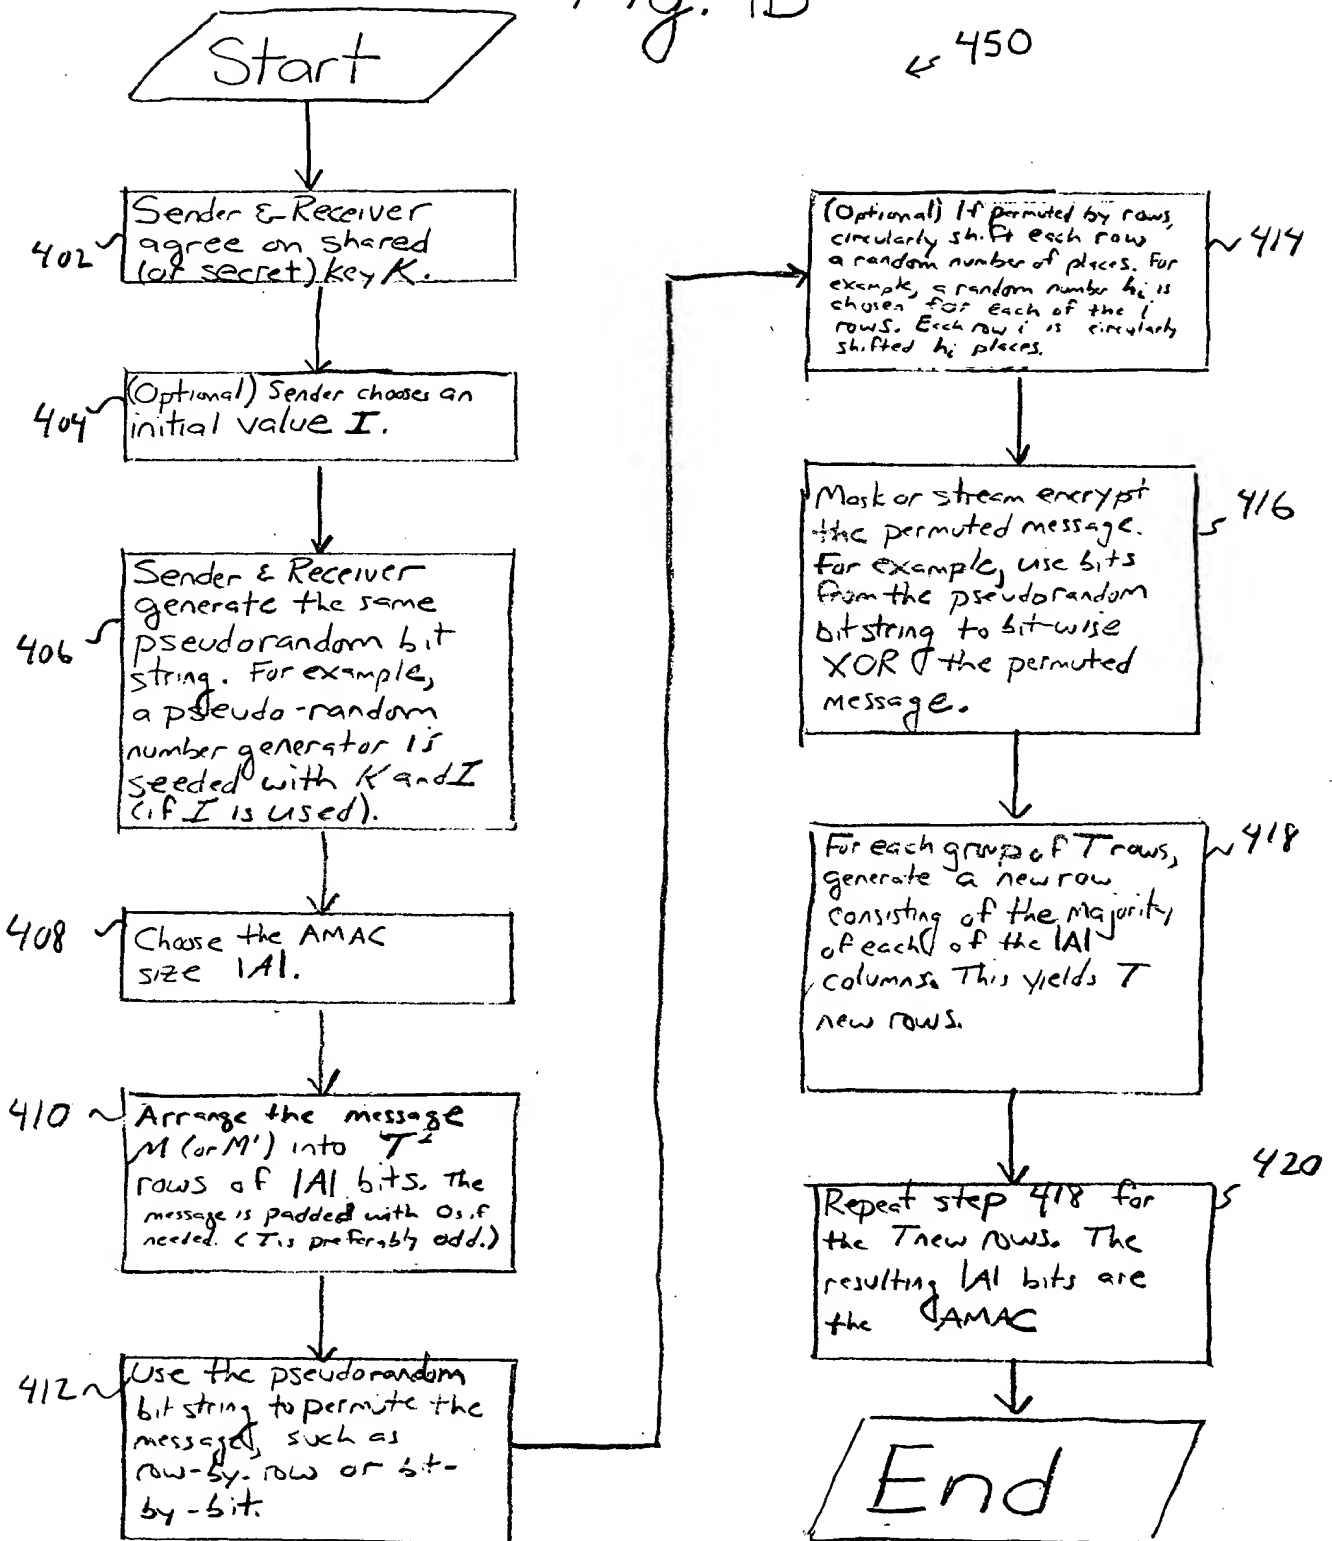 Fig. 1B
450
Start
402
Sender & Receiver
agree on shared
(or secret) key K.
404
(Optional) Sender chooses an
initial value I.
406
Sender & Receiver
generate the same
pseudorandom bit
string. For example,
a pseudo-random
number generator is
seeded with K and I
(if I is used).
408
Choose the AMAC
size |A|.
410
Arrange the message
M (or M') into T²
rows of |A| bits. The
message is padded with 0s if
needed. (T is preferably odd.)
412
Use the pseudorandom
bit string to permute the
message, such as
row-by-row or bit-
by-bit.
414
(Optional) If permuted by rows,
circularly shift each row
a random number of places. For
example, a random number hi is
chosen for each of the i
rows. Each row i is circularly
shifted hi places.
416
Mask or stream encrypt
the permuted message.
For example, use bits
from the pseudorandom
bitstring to bit-wise
XOR the permuted
message.
418
For each group of T rows,
generate a new row
consisting of the majority
of each of the |A|
columns. This yields T
new rows.
420
Repeat step 418 for
the T new rows. The
resulting |A| bits are
the AMAC
End